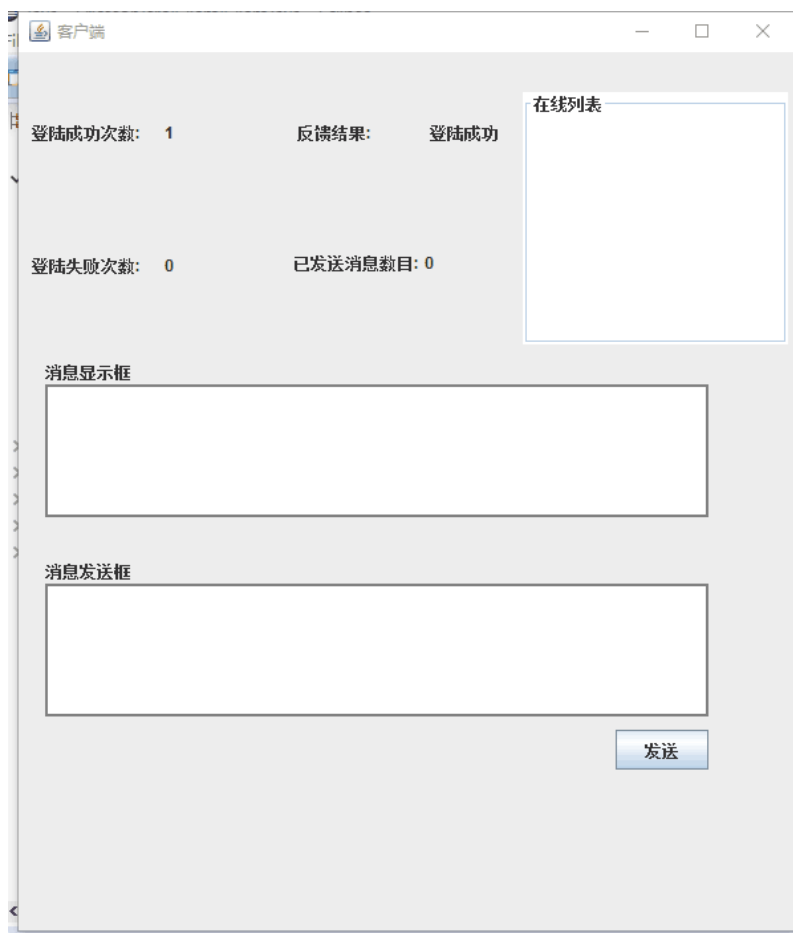 客户端
在线列表
登陆成功次数: 1 反馈结果: 登陆成功
登陆失败次数: 0 已发送消息数目: 0
消息显示框
消息发送框
发送